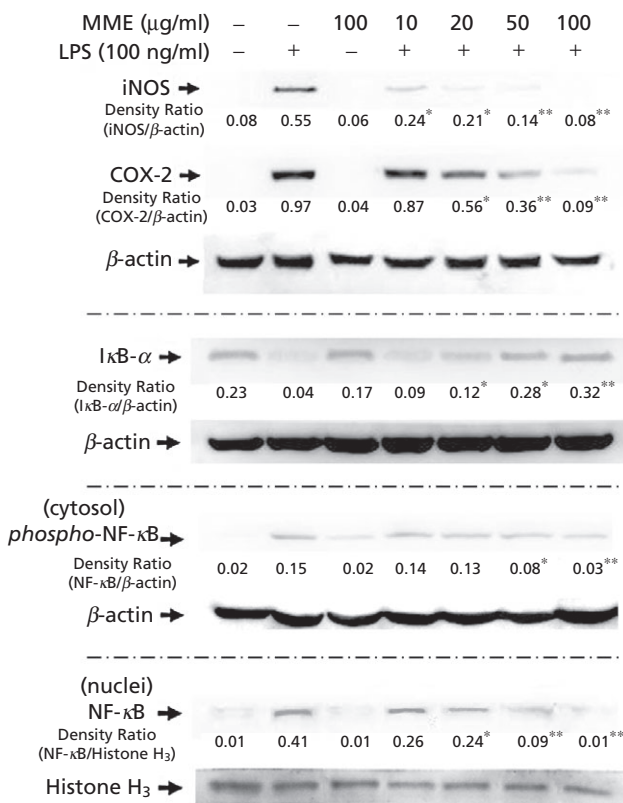 MME (μg/ml) – – 100 10 20 50 100
LPS (100 ng/ml) – + – + + + +
iNOS
Density Ratio
(iNOS/β-actin) 0.08 0.55 0.06 0.24* 0.21* 0.14** 0.08**
COX-2
Density Ratio
(COX-2/β-actin) 0.03 0.97 0.04 0.87 0.56* 0.36** 0.09**
β-actin
IκB-α
Density Ratio
(IκB-α/β-actin) 0.23 0.04 0.17 0.09 0.12* 0.28* 0.32**
β-actin
(cytosol)
phospho-NF-κB
Density Ratio
(NF-κB/β-actin) 0.02 0.15 0.02 0.14 0.13 0.08* 0.03**
β-actin
(nuclei)
NF-κB
Density Ratio
(NF-κB/Histone H₃) 0.01 0.41 0.01 0.26 0.24* 0.09** 0.01**
Histone H₃